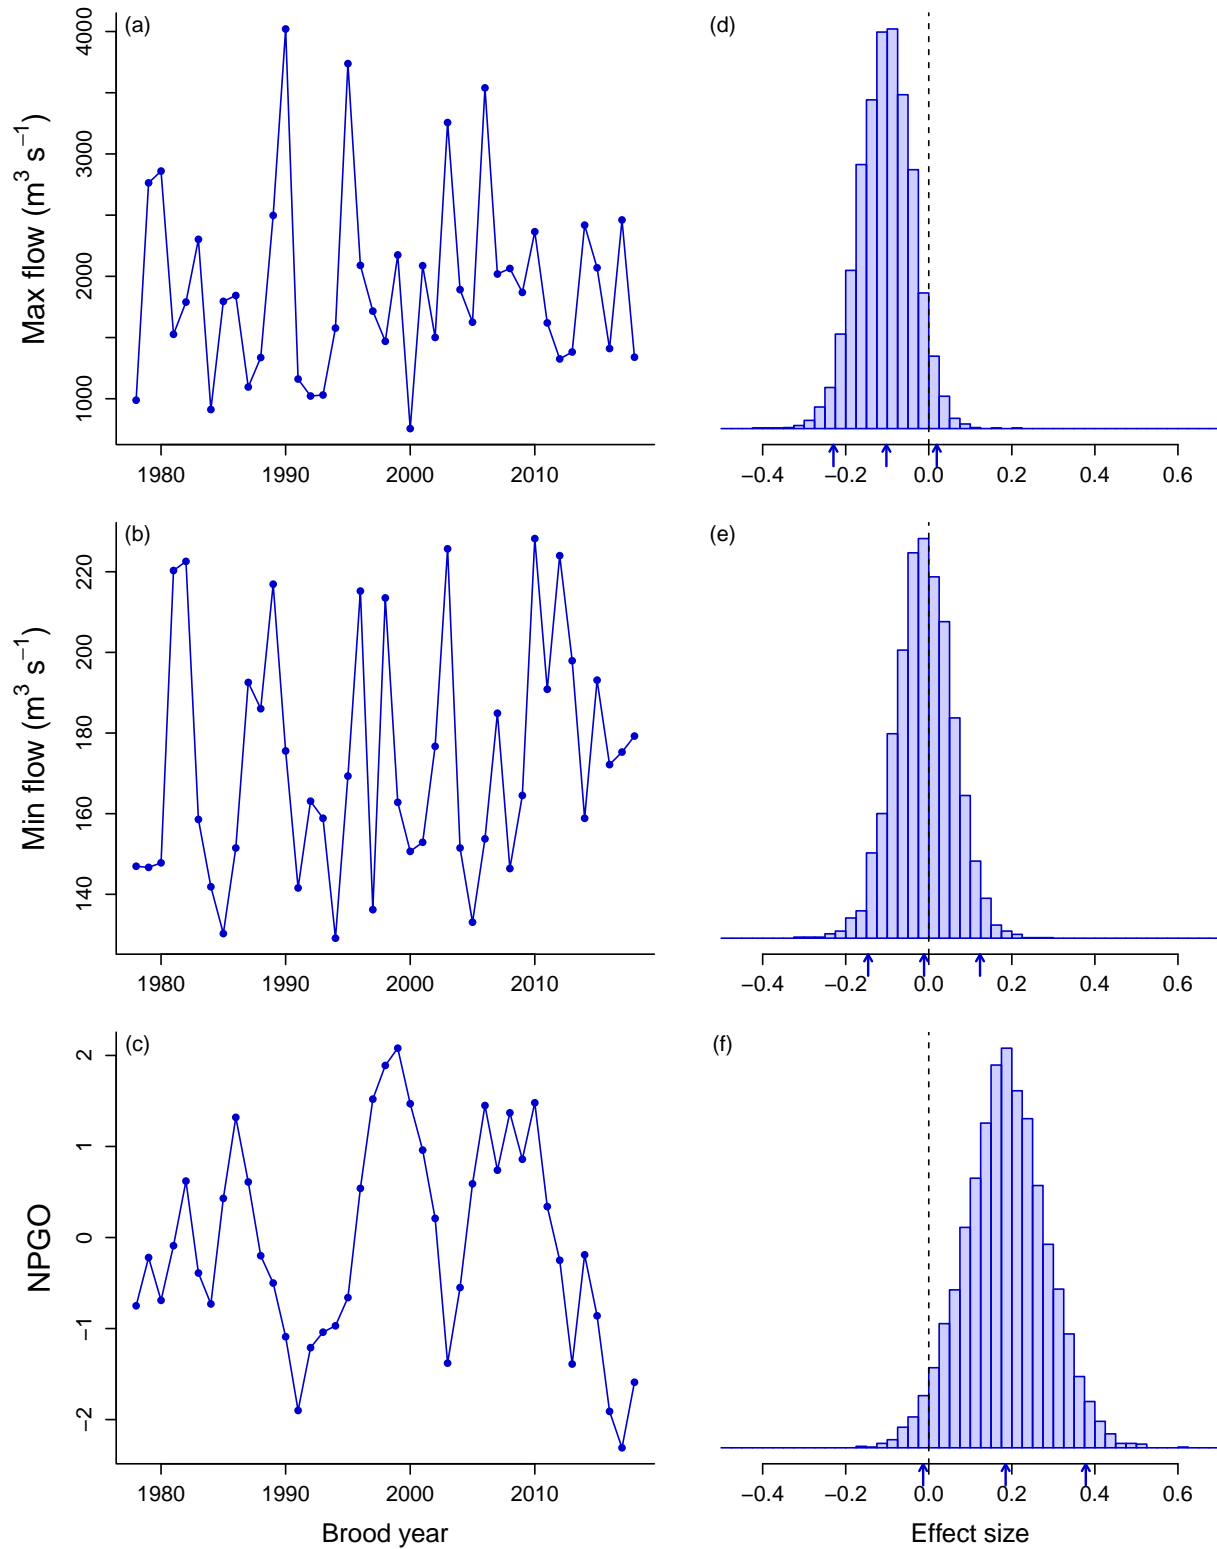 (a)
Max flow (m³ s⁻¹)
4000
3000
2000
1000
1980 1990 2000 2010
(d)
−0.4 −0.2 0.0 0.2 0.4 0.6
(b)
Min flow (m³ s⁻¹)
220
200
180
160
140
1980 1990 2000 2010
(e)
−0.4 −0.2 0.0 0.2 0.4 0.6
(c)
NPGO
2
1
0
−1
−2
1980 1990 2000 2010
Brood year
(f)
−0.4 −0.2 0.0 0.2 0.4 0.6
Effect size